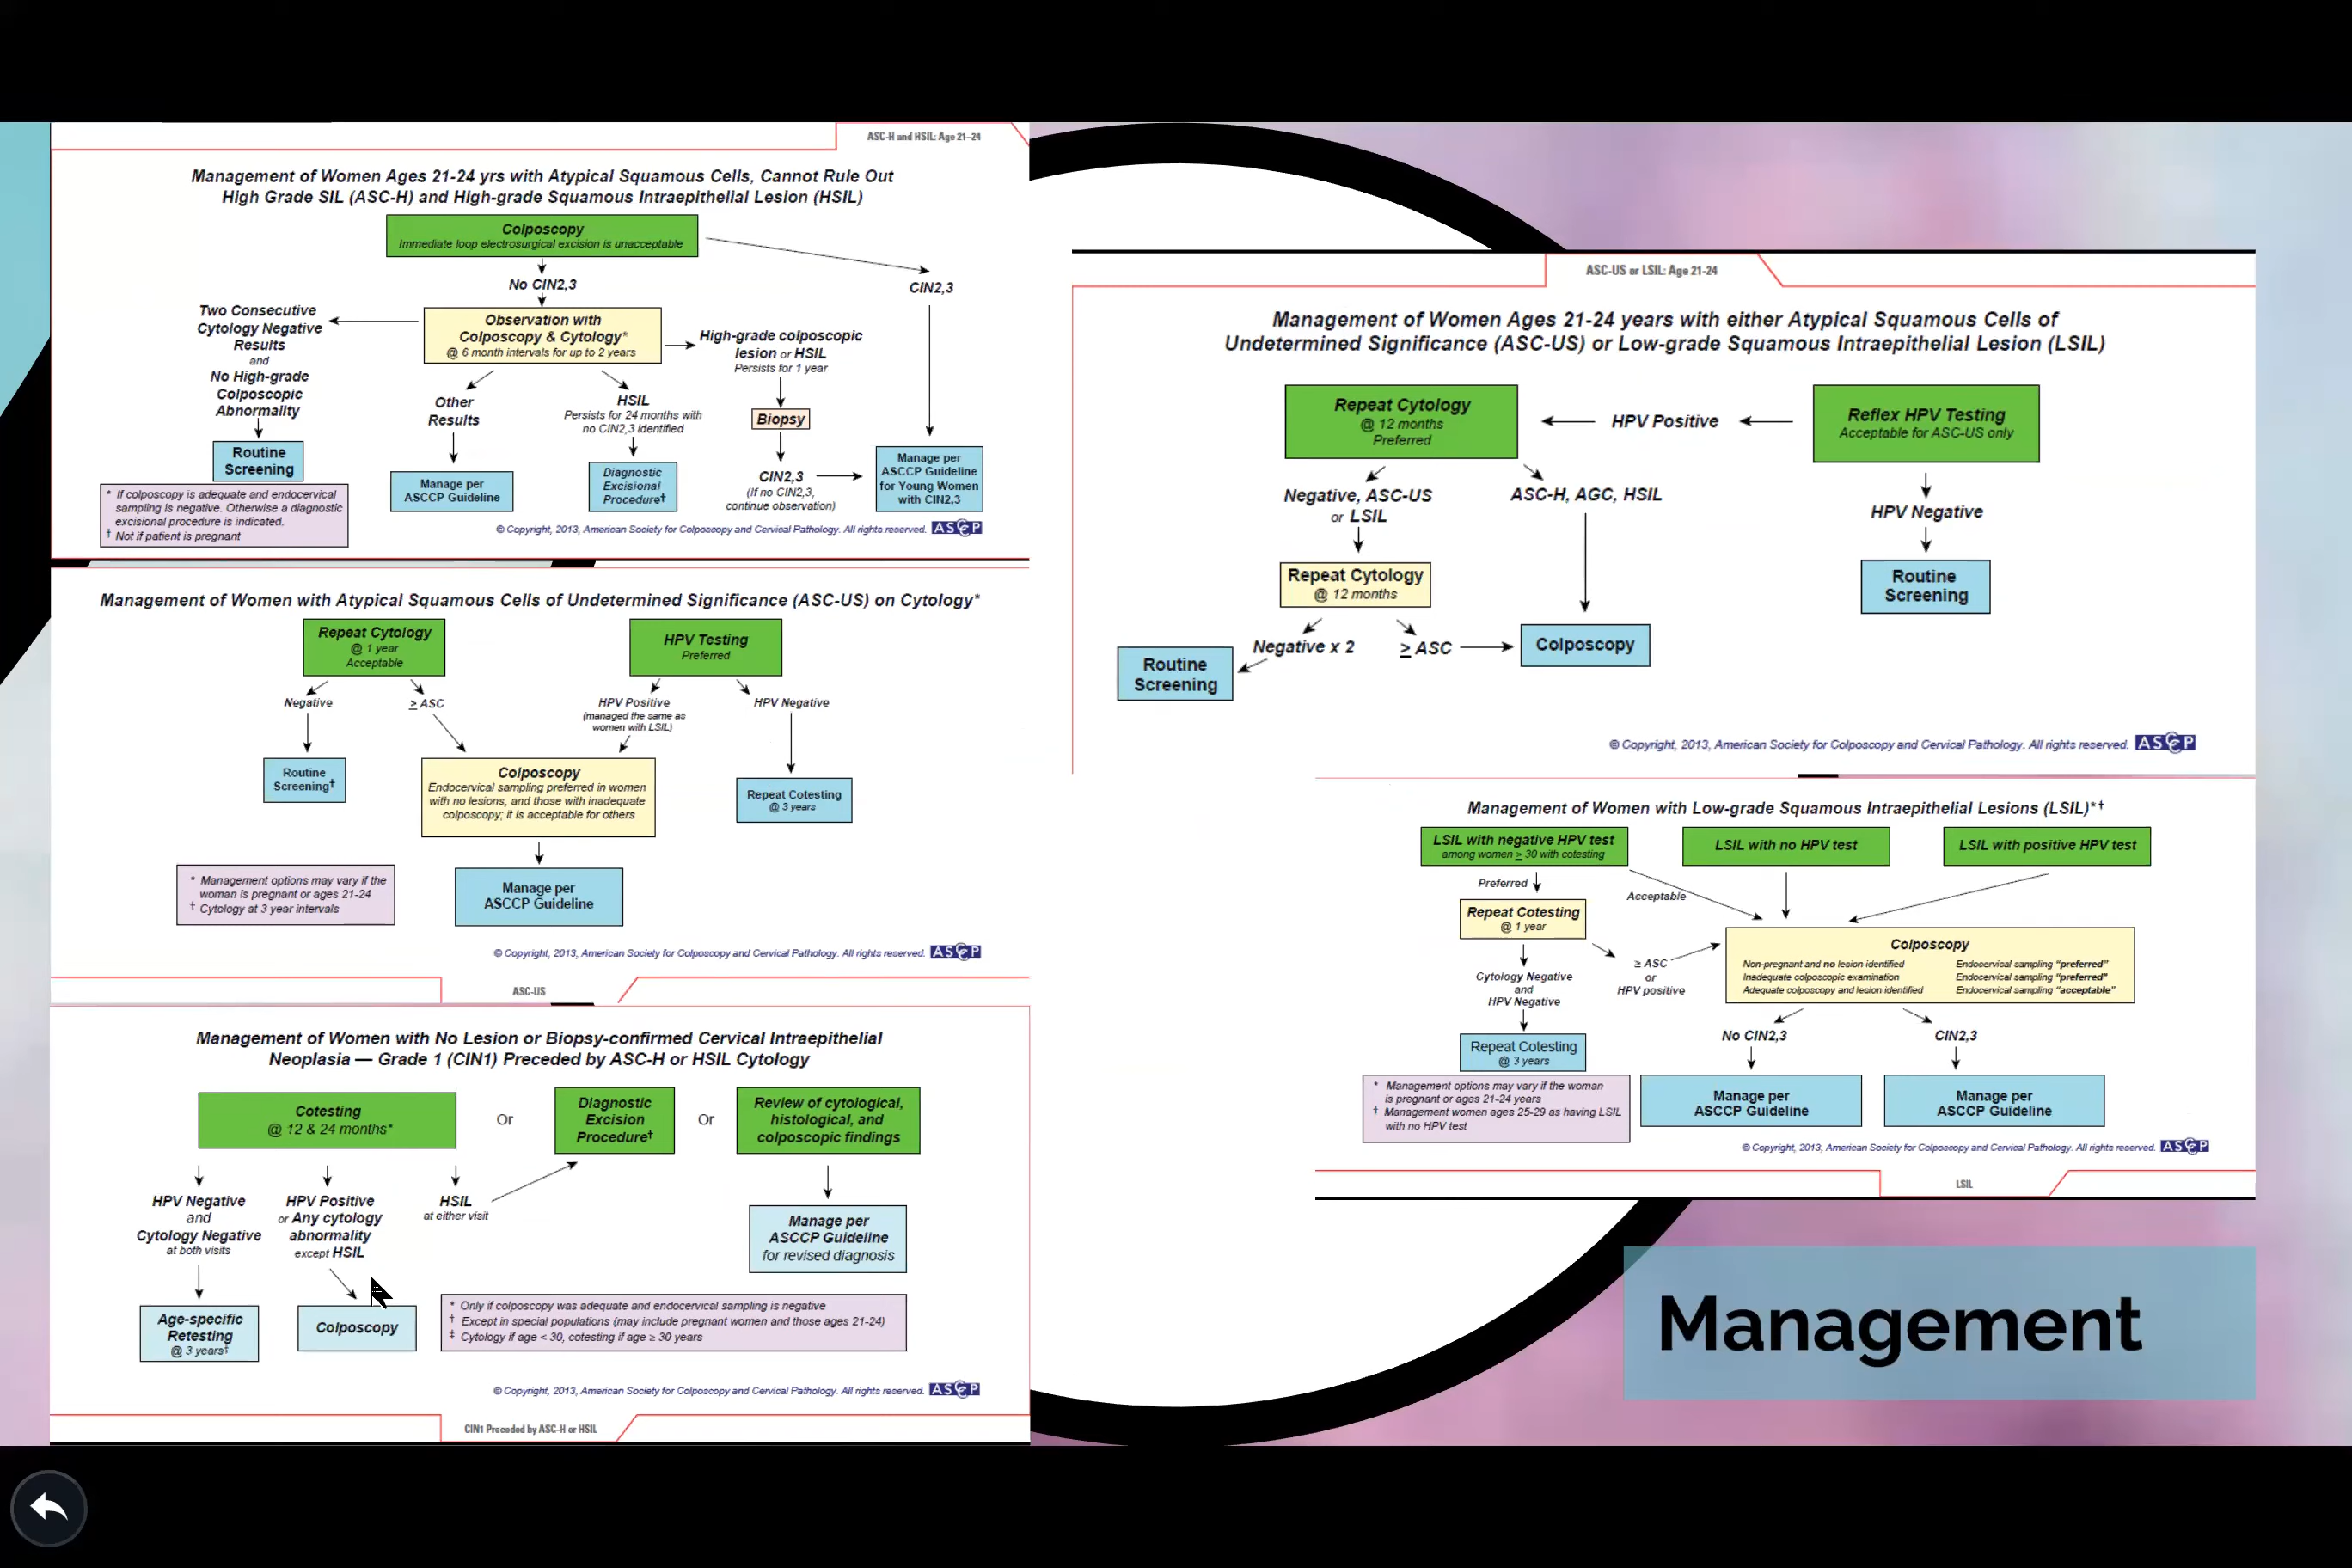 ASC-H and HSIL: Age 21-24
Management of Women Ages 21-24 yrs with Atypical Squamous Cells, Cannot Rule Out
High Grade SIL (ASC-H) and High-grade Squamous Intraepithelial Lesion (HSIL)
Colposcopy
Immediate loop electrosurgical excision is unacceptable
No CIN2,3
CIN2,3
Two Consecutive
Cytology Negative
Results
and
No High-grade
Colposcopic
Abnormality
Observation with
Colposcopy & Cytology*
@ 6 month intervals for up to 2 years
High-grade colposcopic
lesion or HSIL
Persists for 1 year
Other
Results
HSIL
Persists for 24 months with
no CIN2,3 identified
Biopsy
Routine
Screening
Manage per
ASCCP Guideline
Diagnostic
Excisional
Procedure†
CIN2,3
(If no CIN2,3,
continue observation)
Manage per
ASCCP Guideline
for Young Women
with CIN2,3
* If colposcopy is adequate and endocervical
sampling is negative. Otherwise a diagnostic
excisional procedure is indicated.
† Not if patient is pregnant
© Copyright, 2013, American Society for Colposcopy and Cervical Pathology. All rights reserved. ASCCP
Management of Women with Atypical Squamous Cells of Undetermined Significance (ASC-US) on Cytology*
Repeat Cytology
@ 1 year
Acceptable
HPV Testing
Preferred
Negative
≥ ASC
HPV Positive
(managed the same as
women with LSIL)
HPV Negative
Routine
Screening†
Colposcopy
Endocervical sampling preferred in women
with no lesions, and those with inadequate
colposcopy; it is acceptable for others
Repeat Cotesting
@ 3 years
* Management options may vary if the
woman is pregnant or ages 21-24
† Cytology at 3 year intervals
Manage per
ASCCP Guideline
© Copyright, 2013, American Society for Colposcopy and Cervical Pathology. All rights reserved. ASCCP
ASC-US
Management of Women with No Lesion or Biopsy-confirmed Cervical Intraepithelial
Neoplasia — Grade 1 (CIN1) Preceded by ASC-H or HSIL Cytology
Cotesting
@ 12 & 24 months*
Or
Diagnostic
Excision
Procedure†
Or
Review of cytological,
histological, and
colposcopic findings
HPV Negative
and
Cytology Negative
at both visits
HPV Positive
or Any cytology
abnormality
except HSIL
HSIL
at either visit
Manage per
ASCCP Guideline
for revised diagnosis
Age-specific
Retesting
@ 3 years‡
Colposcopy
* Only if colposcopy was adequate and endocervical sampling is negative
† Except in special populations (may include pregnant women and those ages 21-24)
‡ Cytology if age < 30, cotesting if age ≥ 30 years
© Copyright, 2013, American Society for Colposcopy and Cervical Pathology. All rights reserved. ASCCP
CIN1 Preceded by ASC-H or HSIL
ASC-US or LSIL: Age 21-24
Management of Women Ages 21-24 years with either Atypical Squamous Cells of
Undetermined Significance (ASC-US) or Low-grade Squamous Intraepithelial Lesion (LSIL)
Repeat Cytology
@ 12 months
Preferred
HPV Positive
Reflex HPV Testing
Acceptable for ASC-US only
Negative, ASC-US
or LSIL
ASC-H, AGC, HSIL
HPV Negative
Repeat Cytology
@ 12 months
Routine
Screening
Negative x 2
≥ ASC
Colposcopy
Routine
Screening
© Copyright, 2013, American Society for Colposcopy and Cervical Pathology. All rights reserved. ASCCP
Management of Women with Low-grade Squamous Intraepithelial Lesions (LSIL)*†
LSIL with negative HPV test
among women ≥ 30 with cotesting
LSIL with no HPV test
LSIL with positive HPV test
Preferred
Acceptable
Repeat Cotesting
@ 1 year
≥ ASC
or
HPV positive
Colposcopy
Non-pregnant and no lesion identified Endocervical sampling "preferred"
Inadequate colposcopic examination Endocervical sampling "preferred"
Adequate colposcopy and lesion identified Endocervical sampling "acceptable"
Cytology Negative
and
HPV Negative
No CIN2,3
CIN2,3
Repeat Cotesting
@ 3 years
* Management options may vary if the woman
is pregnant or ages 21-24 years
† Management women ages 25-29 as having LSIL
with no HPV test
Manage per
ASCCP Guideline
Manage per
ASCCP Guideline
© Copyright, 2013, American Society for Colposcopy and Cervical Pathology. All rights reserved. ASCCP
LSIL
Management